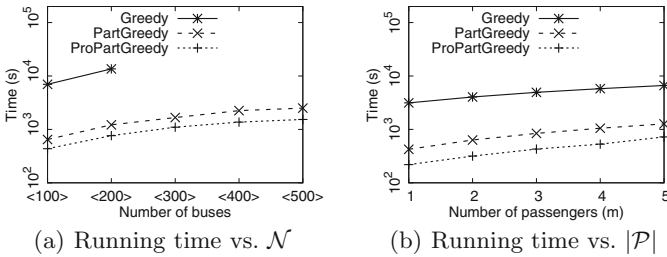 Greedy
PartGreedy
ProPartGreedy
Time (s)
10^5
10^4
10^3
10^2
<100> <200> <300> <400> <500>
Number of buses
(a) Running time vs. 𝒩
Greedy
PartGreedy
ProPartGreedy
Time (s)
10^5
10^4
10^3
10^2
1 2 3 4 5
Number of passengers (m)
(b) Running time vs. |𝒫|